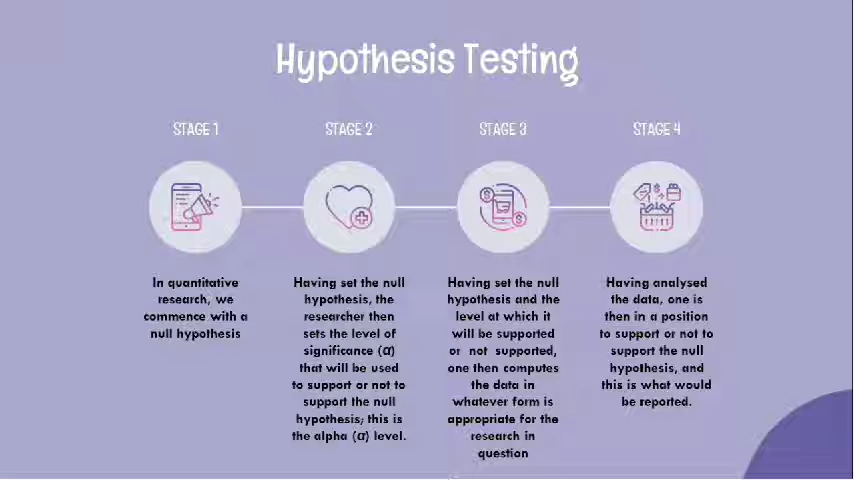 Hypothesis Testing
STAGE 1
STAGE 2
STAGE 3
STAGE 4
In quantitative
research, we
commence with a
null hypothesis
Having set the null
hypothesis, the
researcher then
sets the level of
significance (α)
that will be used
to support or not to
support the null
hypothesis; this is
the alpha (α) level.
Having set the null
hypothesis and the
level at which it
will be supported
or not supported,
one then computes
the data in
whatever form is
appropriate for the
research in
question
Having analysed
the data, one is
then in a position
to support or not to
support the null
hypothesis, and
this is what would
be reported.